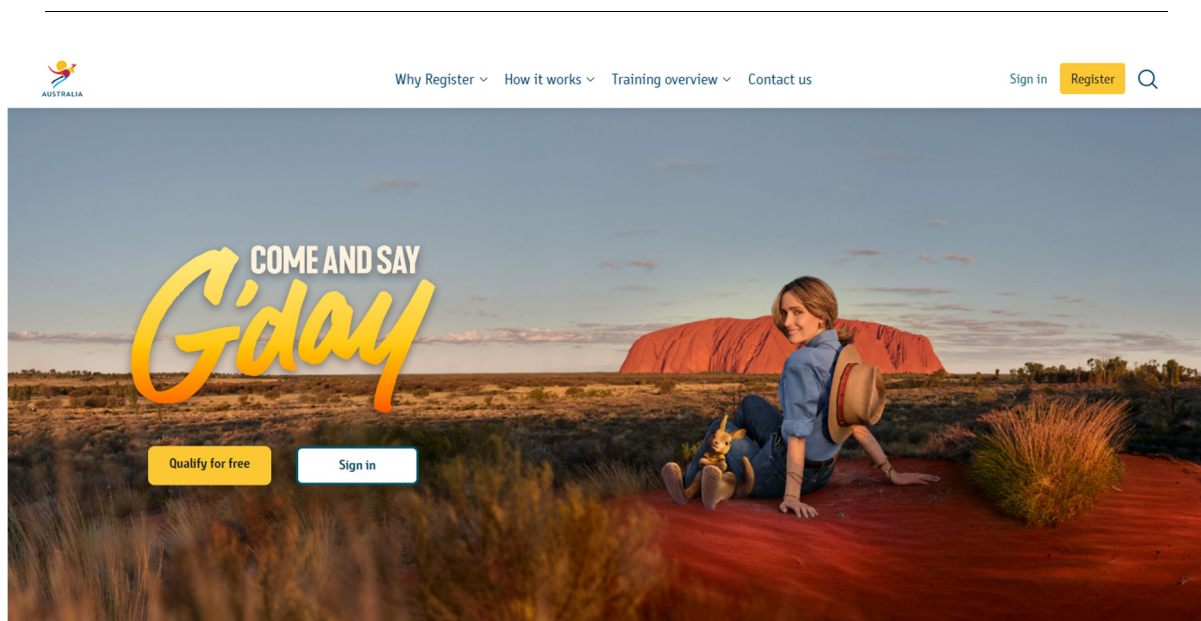 AUSTRALIA
Why Register
How it works
Training overview
Contact us
Sign in
Register
COME AND SAY
G'day
Qualify for free
Sign in